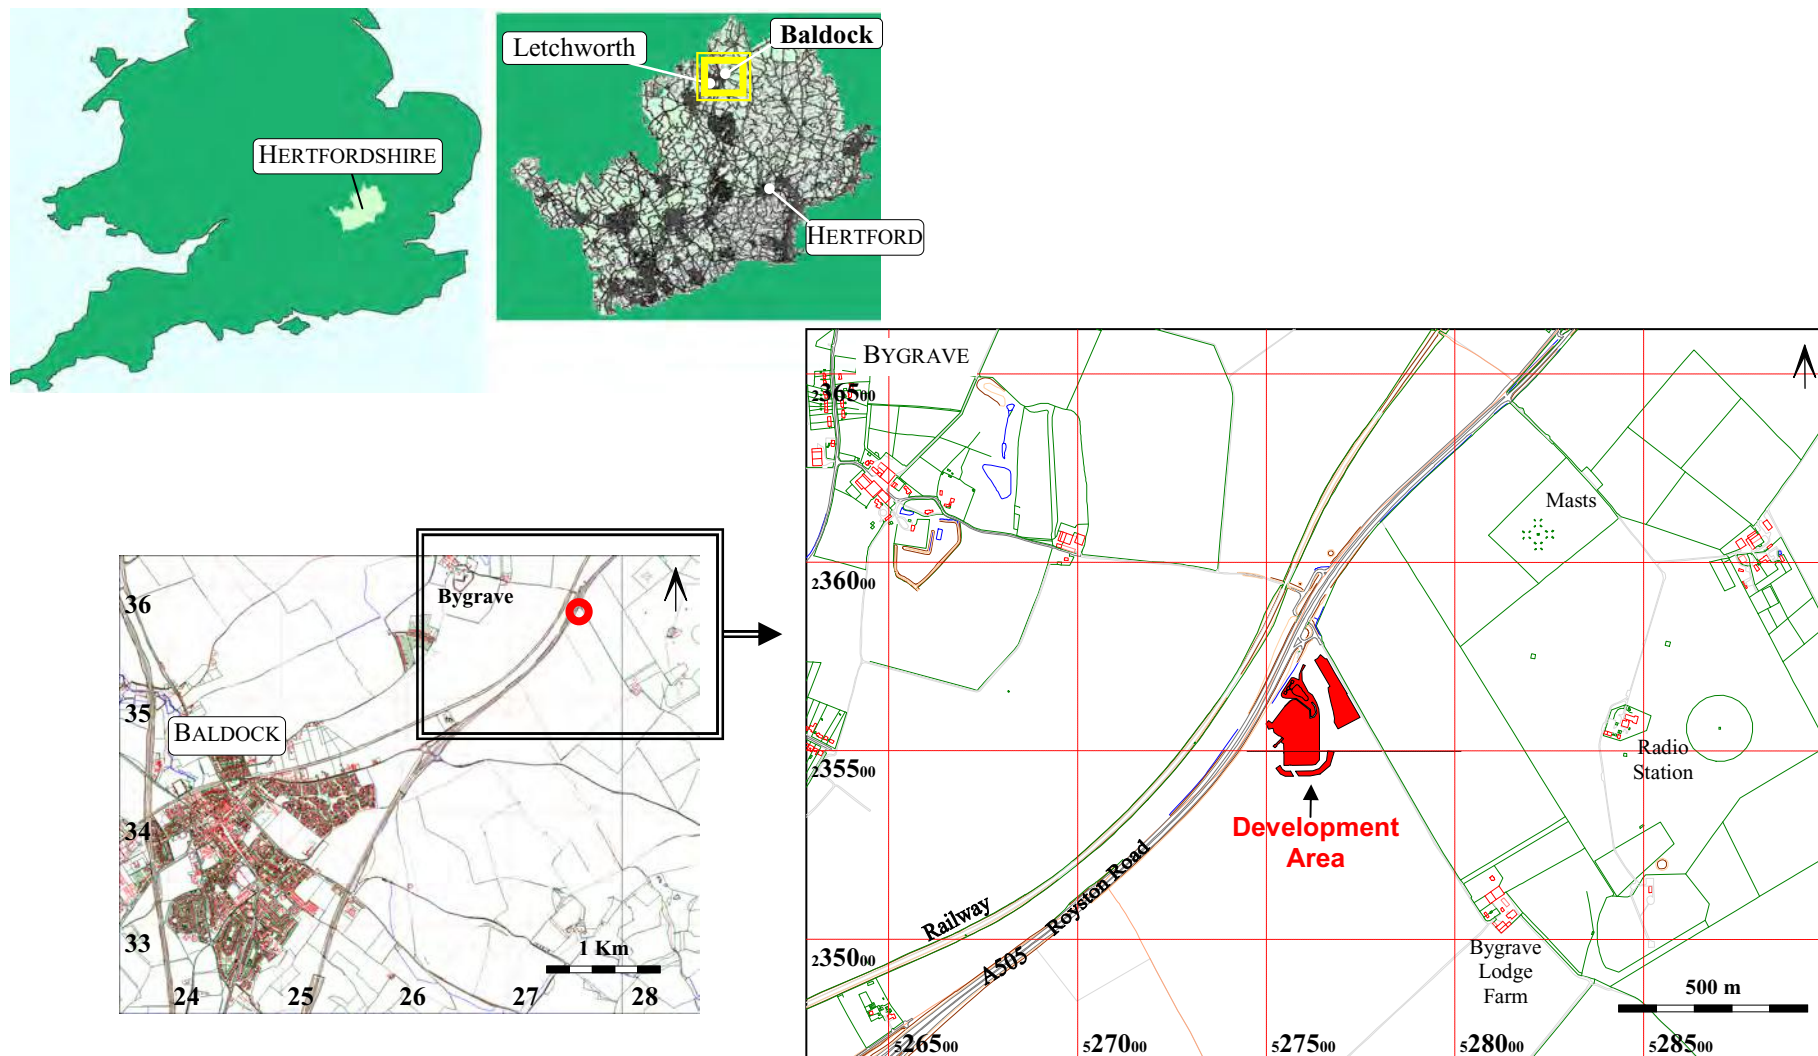 Letchworth
Baldock
HERTFORDSHIRE
HERTFORD
BYGRAVE
236500
Masts
236000
Radio
Station
235500
Development
Area
Railway
A505 Royston Road
Bygrave
Lodge
Farm
235000
500 m
526500
527000
527500
528000
528500
Bygrave
36
35
BALDOCK
34
33
1 Km
24
25
26
27
28